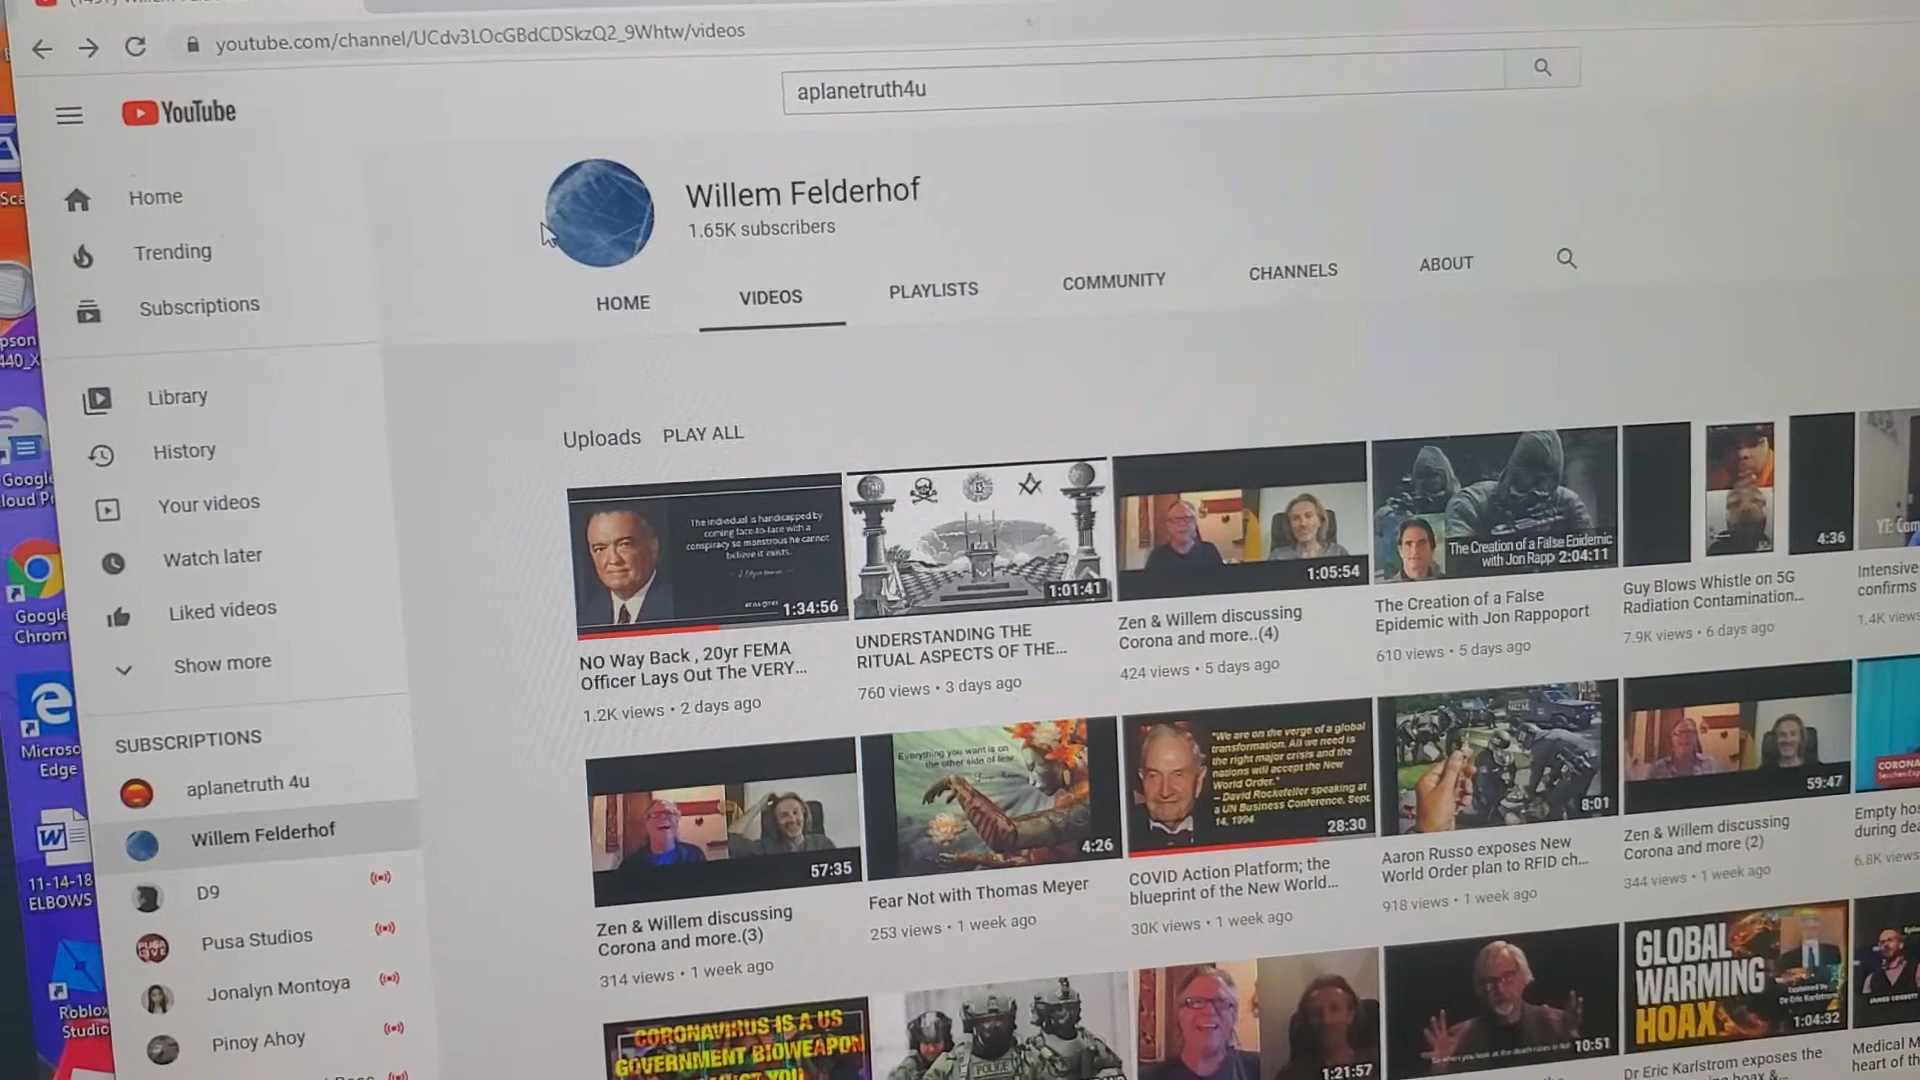 youtube.com/channel/UCdv3LOcGBdCDSkzQ2_9Whtw/videos
YouTube
aplanetruth4u
Home
Trending
Subscriptions
Library
History
Your videos
Watch later
Liked videos
Show more
SUBSCRIPTIONS
aplanetruth 4u
Willem Felderhof
D9
Pusa Studios
Jonalyn Montoya
Pinoy Ahoy
Willem Felderhof
1.65K subscribers
HOME VIDEOS PLAYLISTS COMMUNITY CHANNELS ABOUT
Uploads PLAY ALL
The individual is handicapped by
coming face-to-face with a
conspiracy so monstrous he cannot
believe it exists.
1:34:56
NO Way Back , 20yr FEMA
Officer Lays Out The VERY...
1.2K views • 2 days ago
1:01:41
UNDERSTANDING THE
RITUAL ASPECTS OF THE...
760 views • 3 days ago
1:05:54
Zen & Willem discussing
Corona and more..(4)
424 views • 5 days ago
The Creation of a False Epidemic
with Jon Rapp
2:04:11
The Creation of a False
Epidemic with Jon Rappoport
610 views • 5 days ago
4:36
Guy Blows Whistle on 5G
Radiation Contamination...
7.9K views • 6 days ago
YT: Com
Intensive
confirms
1.4K views
57:35
Zen & Willem discussing
Corona and more.(3)
314 views • 1 week ago
Everything you want is on
the other side of fear.
4:26
Fear Not with Thomas Meyer
253 views • 1 week ago
"We are on the verge of a global
transformation. All we need is
the right major crisis and the
nations will accept the New
World Order."
– David Rockefeller speaking at
a UN Business Conference, Sept.
14, 1994
28:30
COVID Action Platform; the
blueprint of the New World...
30K views • 1 week ago
8:01
Aaron Russo exposes New
World Order plan to RFID ch...
918 views • 1 week ago
59:47
Zen & Willem discussing
Corona and more (2)
344 views • 1 week ago
CORONA
Empty hos
during dea
6.8K views
CORONAVIRUS IS A US
GOVERNMENT BIOWEAPON
POLICE
1:21:57
10:51
GLOBAL
WARMING
HOAX
Dr Eric Karlstrom
1:04:32
Dr Eric Karlstrom exposes the
Medical M
heart of th
Google
Chrom
Microso
Edge
11-14-18
ELBOWS
Roblox
Studio